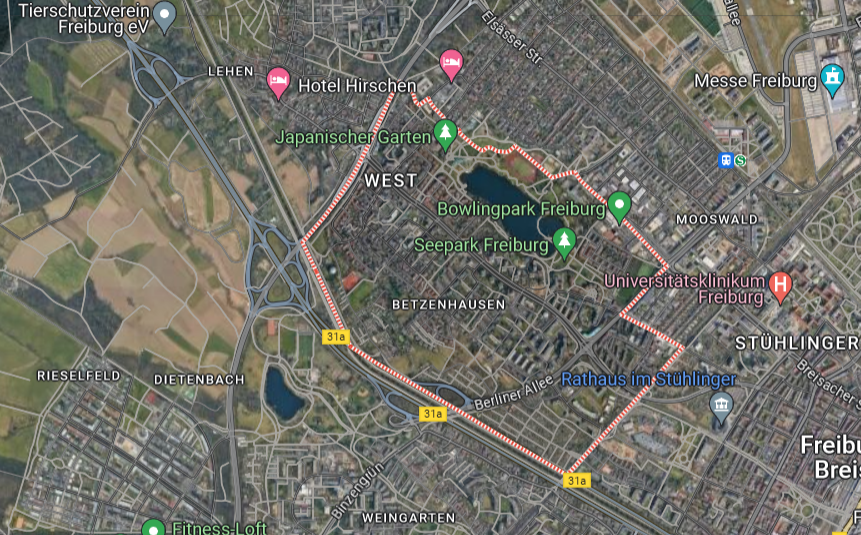 Tierschutzverein
Freiburg eV
Elsässer Str
allee
LEHEN
Hotel Hirschen
Messe Freiburg
Japanischer Garten
S
WEST
Bowlingpark Freiburg
MOOSWALD
Seepark Freiburg
Universitätsklinikum
Freiburg
H
BETZENHAUSEN
31a
STÜHLINGER
RIESELFELD
DIETENBACH
Rathaus im Stühlinger
Breisacher S
Berliner Allee
31a
Freibu
Breis
31a
Binzengrün
WEINGARTEN
F
Fitness-Loft